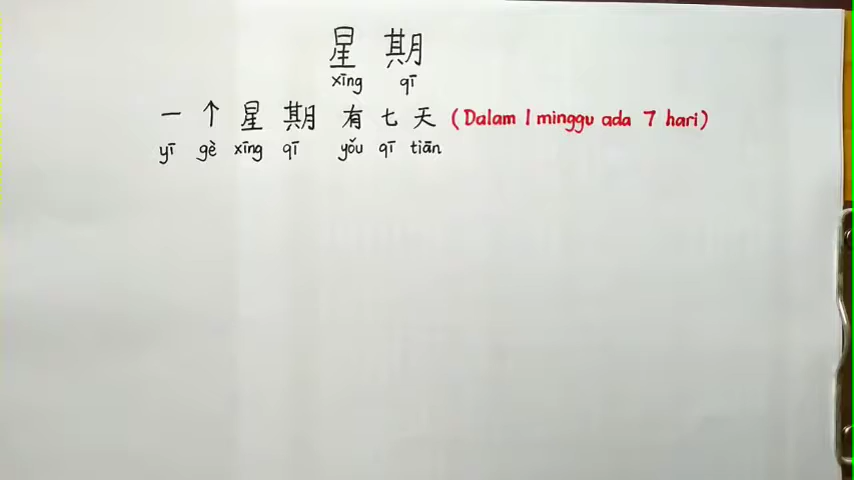 星 期
xīng qī
一 个 星 期 有 七 天 (Dalam 1 minggu ada 7 hari)
yī gè xīng qī yǒu qī tiān